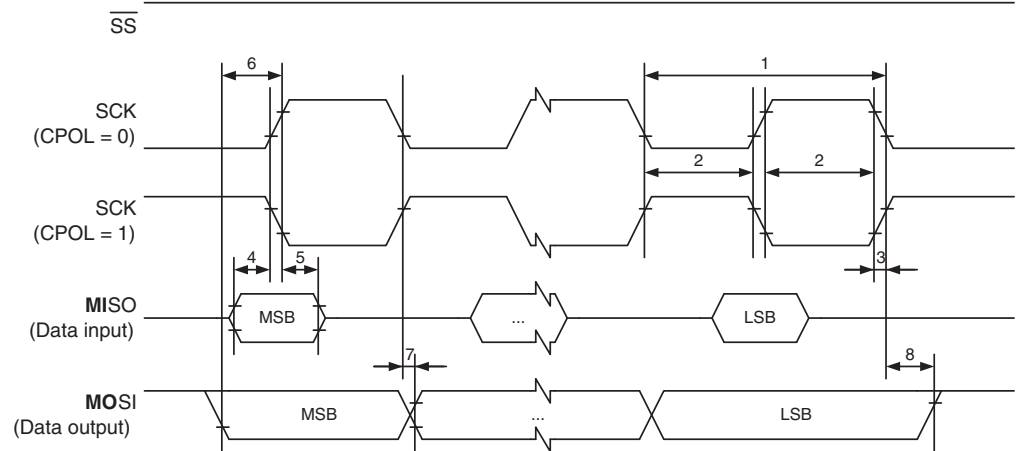 SS
6
1
SCK
(CPOL = 0)
2
2
SCK
(CPOL = 1)
4
5
3
MISO
(Data input)
MSB
...
LSB
7
8
MOSI
(Data output)
MSB
...
LSB